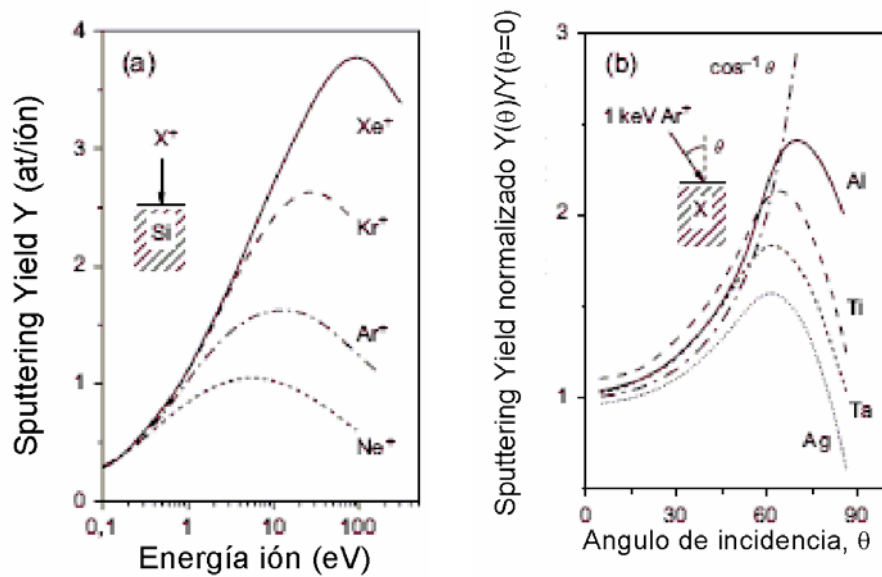 (a)
Sputtering Yield Y (at/ión)
4
3
2
1
0
X⁺
Si
Xe⁺
Kr⁺
Ar⁺
Ne⁺
0,1 1 10 100
Energía ión (eV)
(b)
Sputtering Yield normalizado Y(θ)/Y(θ=0)
3
2
1
cos⁻¹ θ
1 keV Ar⁺
θ
X
Al
Ti
Ta
Ag
0 30 60 90
Angulo de incidencia, θ